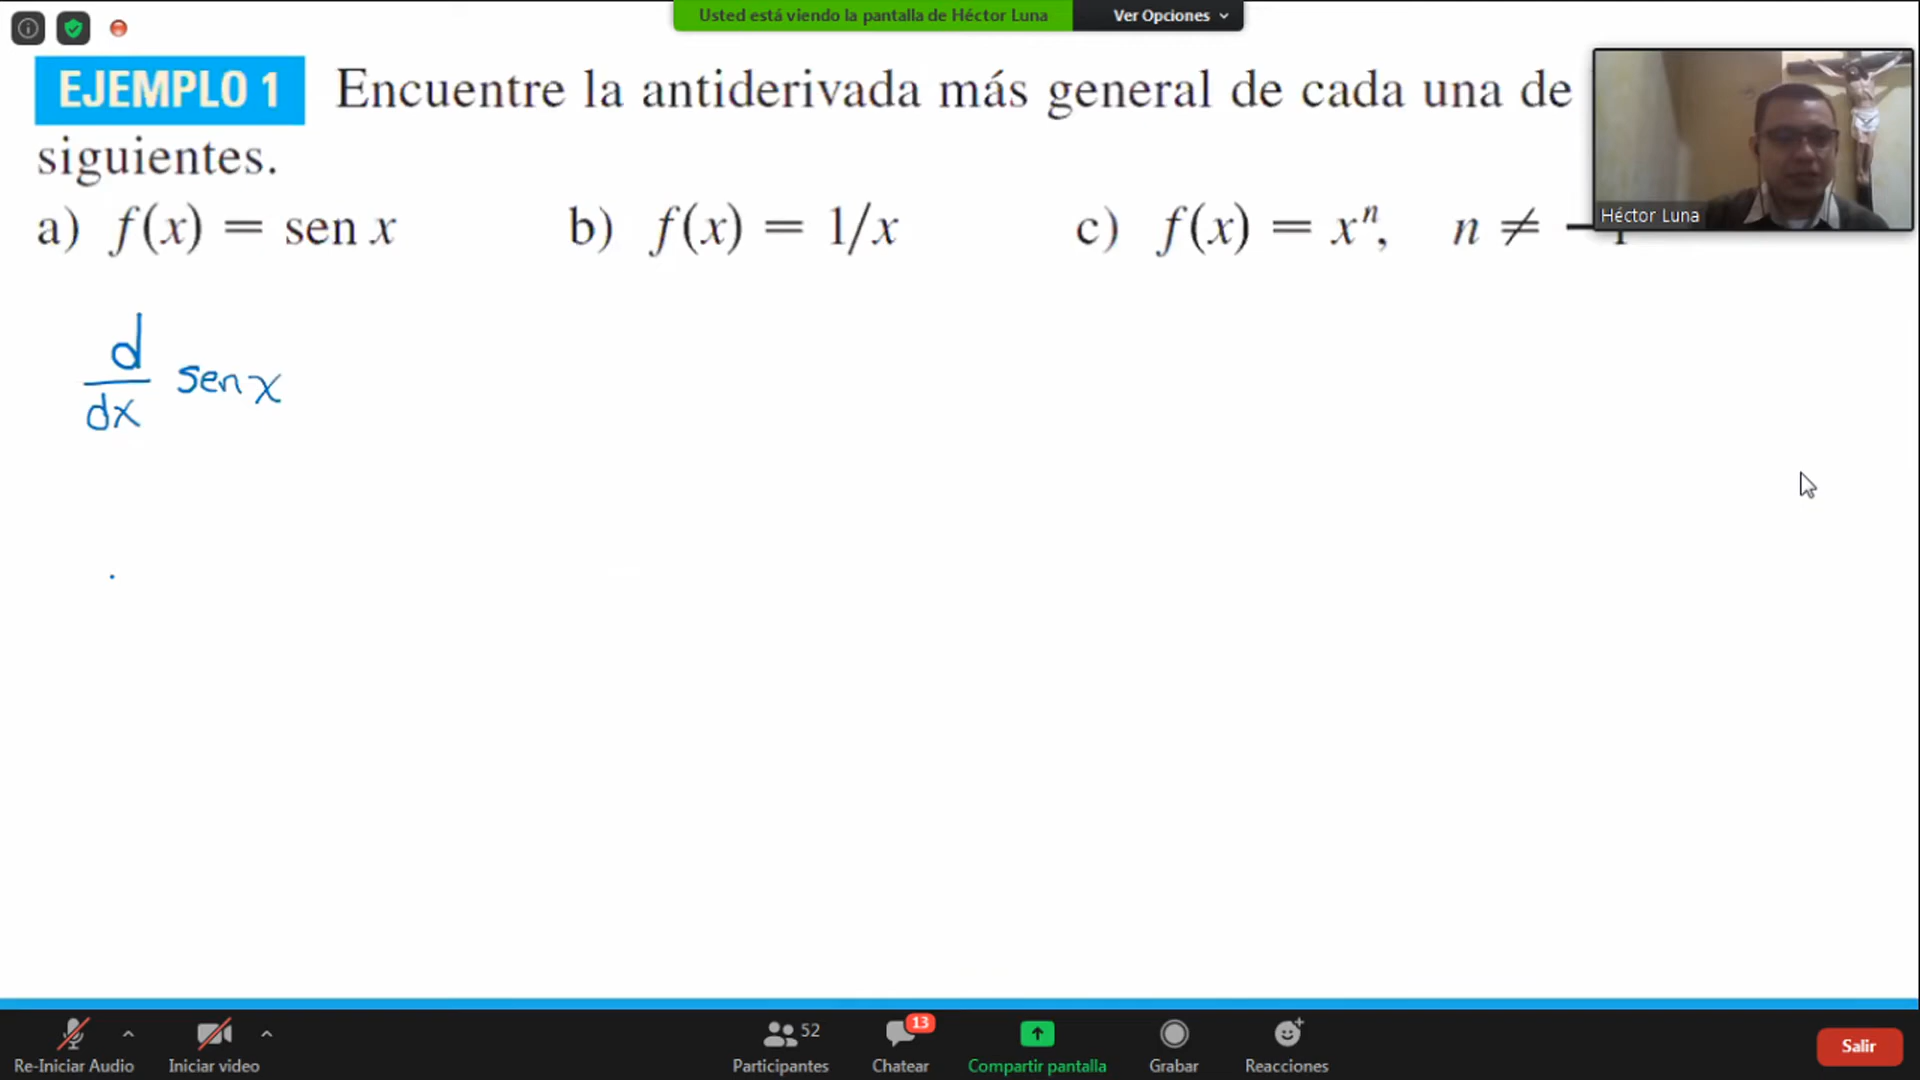 Usted está viendo la pantalla de Héctor Luna
Ver Opciones
EJEMPLO 1 Encuentre la antiderivada más general de cada una de
siguientes.
a) f(x) = sen x b) f(x) = 1/x c) f(x) = xⁿ, n ≠ −1
Héctor Luna
d/dx sen x
Re-Iniciar Audio
Iniciar video
52
Participantes
13
Chatear
Compartir pantalla
Grabar
Reacciones
Salir